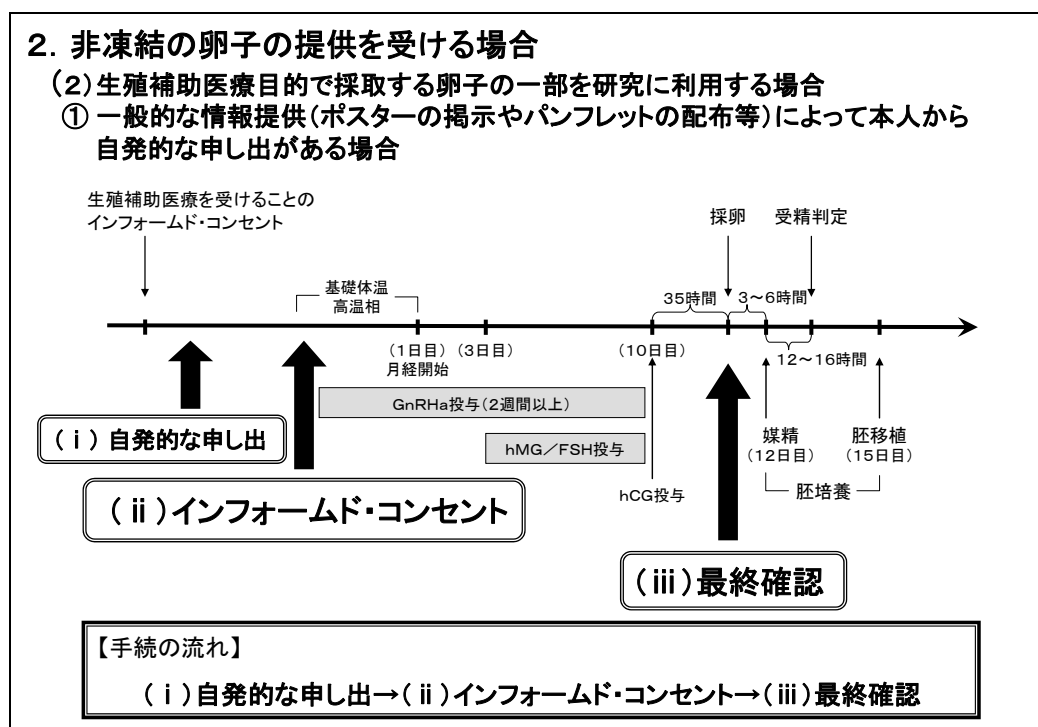 2．非凍結の卵子の提供を受ける場合
（2）生殖補助医療目的で採取する卵子の一部を研究に利用する場合
① 一般的な情報提供（ポスターの掲示やパンフレットの配布等）によって本人から
自発的な申し出がある場合
生殖補助医療を受けることの
インフォームド・コンセント
採卵
受精判定
基礎体温
高温相
35時間
3～6時間
（1日目）
月経開始
（3日目）
（10日目）
12～16時間
GnRHa投与（2週間以上）
（ⅰ）自発的な申し出
hMG／FSH投与
媒精
（12日目）
胚移植
（15日目）
hCG投与
胚培養
（ⅱ）インフォームド・コンセント
（ⅲ）最終確認
【手続の流れ】
（ⅰ）自発的な申し出→（ⅱ）インフォームド・コンセント→（ⅲ）最終確認